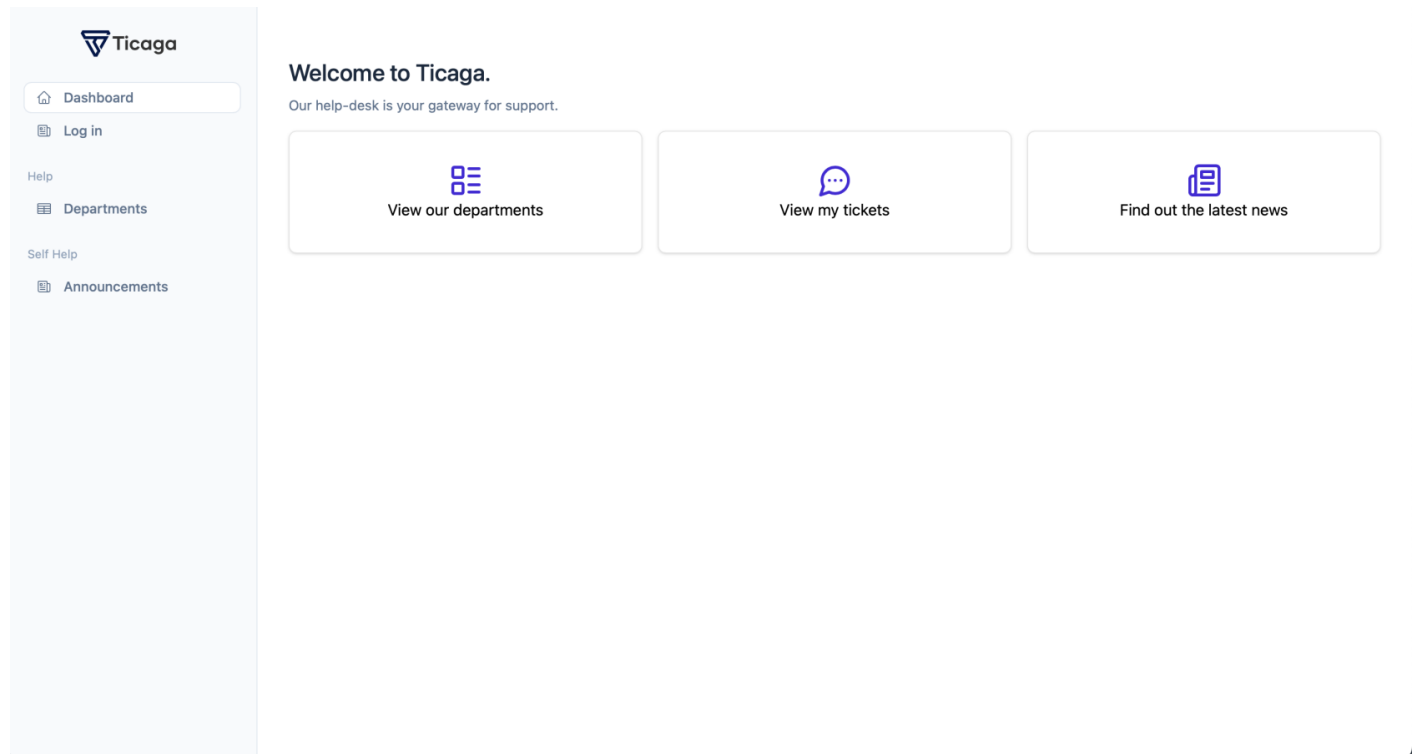 Ticaga
Dashboard
Log in
Help
Departments
Self Help
Announcements
Welcome to Ticaga.
Our help-desk is your gateway for support.
View our departments
View my tickets
Find out the latest news